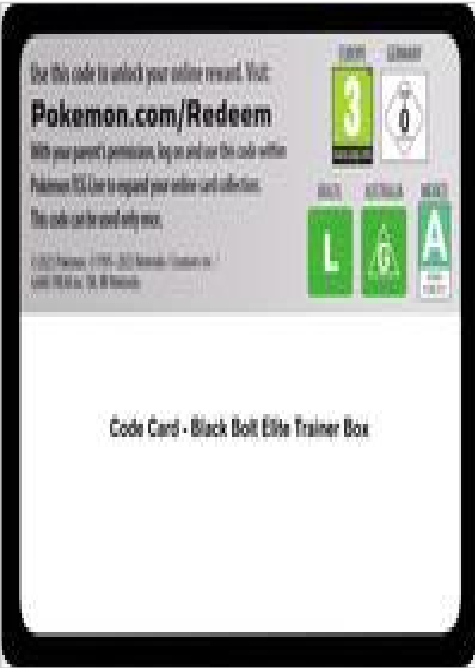 Use this code to unlock your online reward. Visit:
Pokemon.com/Redeem
With your parent's permission, log on and use this code within
Pokémon TCG Live to expand your online card collection.
This code can be used only once.
EUROPE GERMANY
3
0
BRAZIL AUSTRALIA MEXICO
L
G
A
Code Card - Black Bolt Elite Trainer Box